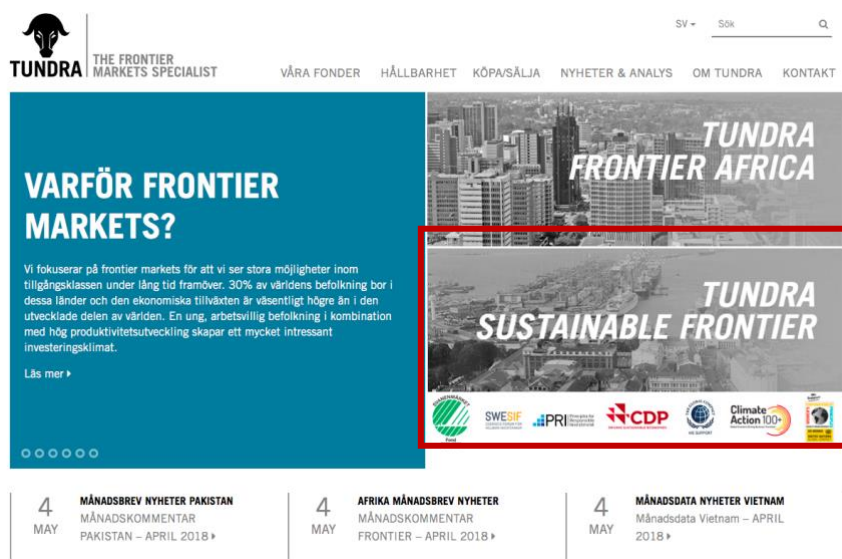 SV
Sök
TUNDRA
THE FRONTIER
MARKETS SPECIALIST
VÅRA FONDER
HÅLLBARHET
KÖPA/SÄLJA
NYHETER & ANALYS
OM TUNDRA
KONTAKT
VARFÖR FRONTIER
MARKETS?
Vi fokuserar på frontier markets för att vi ser stora möjligheter inom
tillgångsklassen under lång tid framöver. 30% av världens befolkning bor i
dessa länder och den ekonomiska tillväxten är väsentligt högre än i den
utvecklade delen av världen. En ung, arbetsvillig befolkning i kombination
med hög produktivitetsutveckling skapar ett mycket intressant
investeringsklimat.
Läs mer
TUNDRA
FRONTIER AFRICA
TUNDRA
SUSTAINABLE FRONTIER
SVANENMÄRKET
Fond
SWESIF
PRI
CDP
WE SUPPORT
Climate
Action 100+
4
MAY
MÅNADSBREV NYHETER PAKISTAN
MÅNADSKOMMENTAR
PAKISTAN – APRIL 2018
4
MAY
AFRIKA MÅNADSBREV NYHETER
MÅNADSKOMMENTAR
FRONTIER – APRIL 2018
4
MAY
MÅNADSDATA NYHETER VIETNAM
Månadsdata Vietnam – APRIL
2018